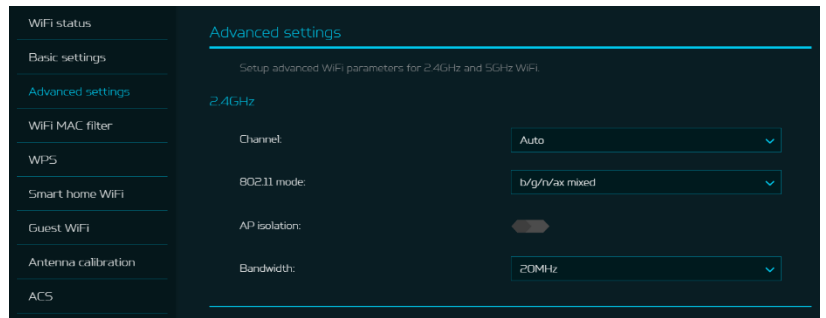 WiFi status
Basic settings
Advanced settings
WiFi MAC filter
WPS
Smart home WiFi
Guest WiFi
Antenna calibration
ACS
Advanced settings
Setup advanced WiFi parameters for 2.4GHz and 5GHz WiFi.
2.4GHz
Channel: Auto
802.11 mode: b/g/n/ax mixed
AP isolation:
Bandwidth: 20MHz